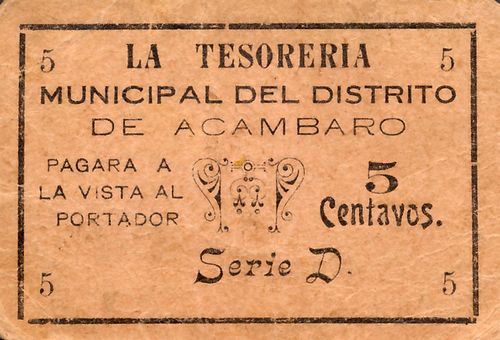 5 LA TESORERIA 5
MUNICIPAL DEL DISTRITO
DE ACAMBARO
PAGARA A
LA VISTA AL
PORTADOR
5
Centavos.
Serie D.
5 5